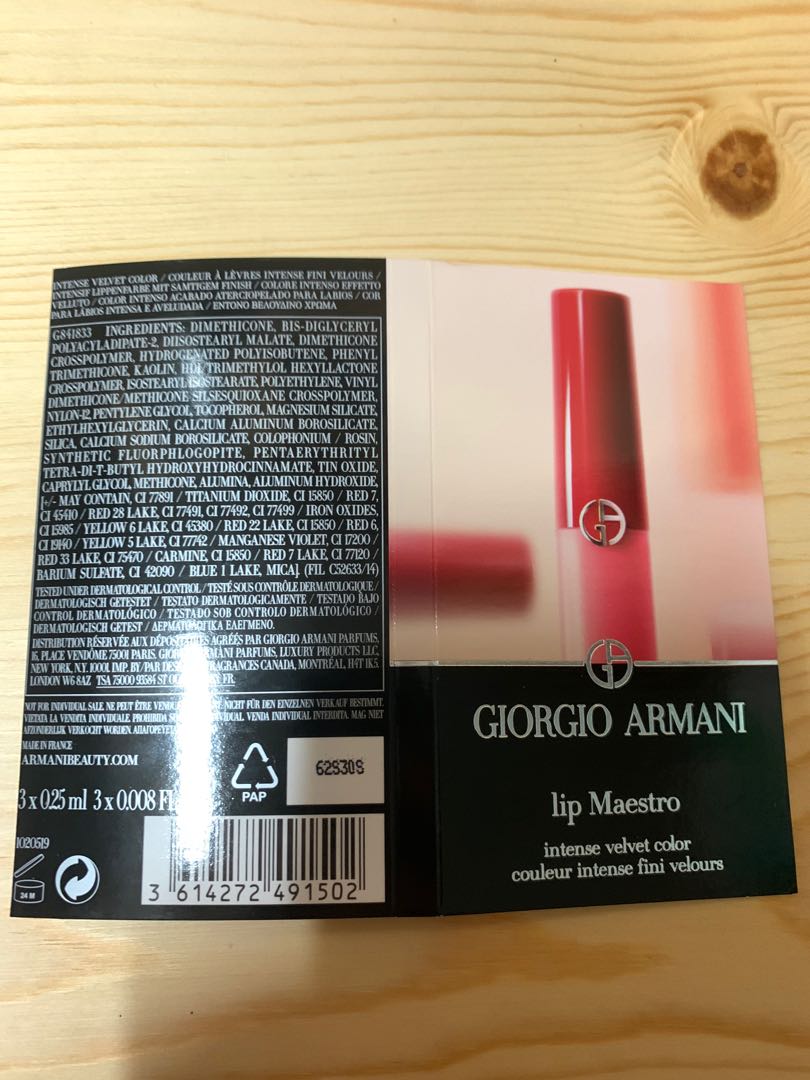 INTENSE VELVET COLOR / COULEUR À LÈVRES INTENSE FINI VELOURS /
INTENSIF LIPPENFARBE MIT SAMTIGEM FINISH / COLORE INTENSO EFFETTO
VELLUTO / COLOR INTENSO ACABADO ATERCIOPELADO PARA LABIOS / COR
PARA LÁBIOS INTENSA E AVELUDADA / ΕΝΤΟΝΟ ΒΕΛΟΥΔΙΝΟ ΧΡΩΜΑ
G841833 INGREDIENTS: DIMETHICONE, BIS-DIGLYCERYL
POLYACYLADIPATE-2, DIISOSTEARYL MALATE, DIMETHICONE
CROSSPOLYMER, HYDROGENATED POLYISOBUTENE, PHENYL
TRIMETHICONE, KAOLIN, HDI/TRIMETHYLOL HEXYLLACTONE
CROSSPOLYMER, ISOSTEARYL ISOSTEARATE, POLYETHYLENE, VINYL
DIMETHICONE/METHICONE SILSESQUIOXANE CROSSPOLYMER,
NYLON-12, PENTYLENE GLYCOL, TOCOPHEROL, MAGNESIUM SILICATE,
ETHYLHEXYLGLYCERIN, CALCIUM ALUMINUM BOROSILICATE,
SILICA, CALCIUM SODIUM BOROSILICATE, COLOPHONIUM / ROSIN,
SYNTHETIC FLUORPHLOGOPITE, PENTAERYTHRITYL
TETRA-DI-T-BUTYL HYDROXYHYDROCINNAMATE, TIN OXIDE,
CAPRYLYL GLYCOL, METHICONE, ALUMINA, ALUMINUM HYDROXIDE,
[+/- MAY CONTAIN, CI 77891 / TITANIUM DIOXIDE, CI 15850 / RED 7,
CI 45410 / RED 28 LAKE, CI 77491, CI 77492, CI 77499 / IRON OXIDES,
CI 15985 / YELLOW 6 LAKE, CI 45380 / RED 22 LAKE, CI 15850 / RED 6,
CI 19140 / YELLOW 5 LAKE, CI 77742 / MANGANESE VIOLET, CI 17200 /
RED 33 LAKE, CI 75470 / CARMINE, CI 15850 / RED 7 LAKE, CI 77120 /
BARIUM SULFATE, CI 42090 / BLUE 1 LAKE, MICA]. (FIL C52633/14)
TESTED UNDER DERMATOLOGICAL CONTROL / TESTÉ SOUS CONTRÔLE DERMATOLOGIQUE /
DERMATOLOGISCH GETESTET / TESTATO DERMATOLOGICAMENTE / TESTADO BAJO
CONTROL DERMATOLÓGICO / TESTADO SOB CONTROLO DERMATOLÓGICO /
DERMATOLOGISCH GETEST / ΔΕΡΜΑΤΟΛΟΓΙΚΑ ΕΛΕΓΜΕΝΟ.
DISTRIBUTION RÉSERVÉE AUX DÉPOSITAIRES AGRÉÉS PAR GIORGIO ARMANI PARFUMS,
16, PLACE VENDÔME 75001 PARIS, GIORGIO ARMANI PARFUMS, LUXURY PRODUCTS LLC,
NEW YORK, N.Y. 10001. IMP. BY/PAR FRAGRANCES CANADA, MONTRÉAL, H4T 1K5.
LONDON W6 8AZ TSA 75000 93584 ST FR.
NOT FOR INDIVIDUAL SALE. NE PEUT ÊTRE VENDU NICHT FÜR DEN EINZELNEN VERKAUF BESTIMMT.
VIETATA LA VENDITA INDIVIDUALE. PROHIBIDA VENDA INDIVIDUAL INTERDITA. MAG NIET
AFZONDERLIJK VERKOCHT WORDEN.
MADE IN FRANCE
ARMANIBEAUTY.COM
62S30S
PAP
3 x 0.25 ml 3 x 0.008
1020519
24 M
3 614272 491502
GIORGIO ARMANI
lip Maestro
intense velvet color
couleur intense fini velours